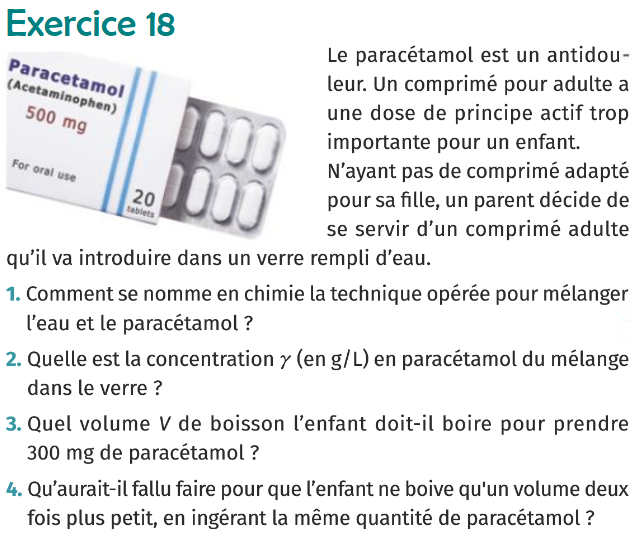 Exercice 18
Paracetamol
(Acetaminophen)
500 mg
For oral use
20
tablets
Le paracétamol est un antidou-
leur. Un comprimé pour adulte a
une dose de principe actif trop
importante pour un enfant.
N’ayant pas de comprimé adapté
pour sa fille, un parent décide de
se servir d’un comprimé adulte
qu’il va introduire dans un verre rempli d’eau.
1. Comment se nomme en chimie la technique opérée pour mélanger
l’eau et le paracétamol ?
2. Quelle est la concentration γ (en g/L) en paracétamol du mélange
dans le verre ?
3. Quel volume V de boisson l’enfant doit-il boire pour prendre
300 mg de paracétamol ?
4. Qu’aurait-il fallu faire pour que l’enfant ne boive qu'un volume deux
fois plus petit, en ingérant la même quantité de paracétamol ?